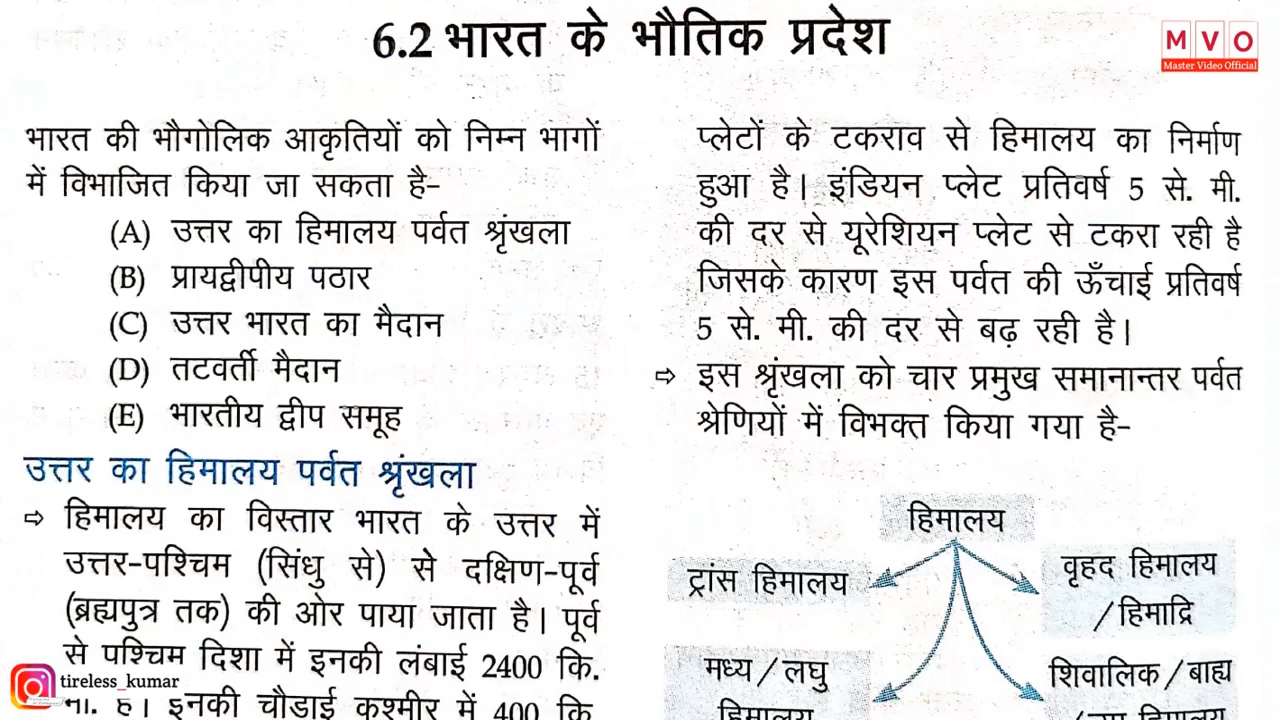 6.2 भारत के भौतिक प्रदेश
M V O
Master Video Official
भारत की भौगोलिक आकृतियों को निम्न भागों
में विभाजित किया जा सकता है-
(A) उत्तर का हिमालय पर्वत श्रृंखला
(B) प्रायद्वीपीय पठार
(C) उत्तर भारत का मैदान
(D) तटवर्ती मैदान
(E) भारतीय द्वीप समूह
उत्तर का हिमालय पर्वत श्रृंखला
⇨ हिमालय का विस्तार भारत के उत्तर में
उत्तर-पश्चिम (सिंधु से) से दक्षिण-पूर्व
(ब्रह्मपुत्र तक) की ओर पाया जाता है। पूर्व
से पश्चिम दिशा में इनकी लंबाई 2400 कि.
मी. है। इनकी चौड़ाई कश्मीर में 400 कि.
tireless_kumar
प्लेटों के टकराव से हिमालय का निर्माण
हुआ है। इंडियन प्लेट प्रतिवर्ष 5 से. मी.
की दर से यूरेशियन प्लेट से टकरा रही है
जिसके कारण इस पर्वत की ऊँचाई प्रतिवर्ष
5 से. मी. की दर से बढ़ रही है।
⇨ इस श्रृंखला को चार प्रमुख समानान्तर पर्वत
श्रेणियों में विभक्त किया गया है-
हिमालय
ट्रांस हिमालय
वृहद हिमालय
/हिमाद्रि
मध्य/लघु
हिमालय
शिवालिक/बाह्य
हिमालय